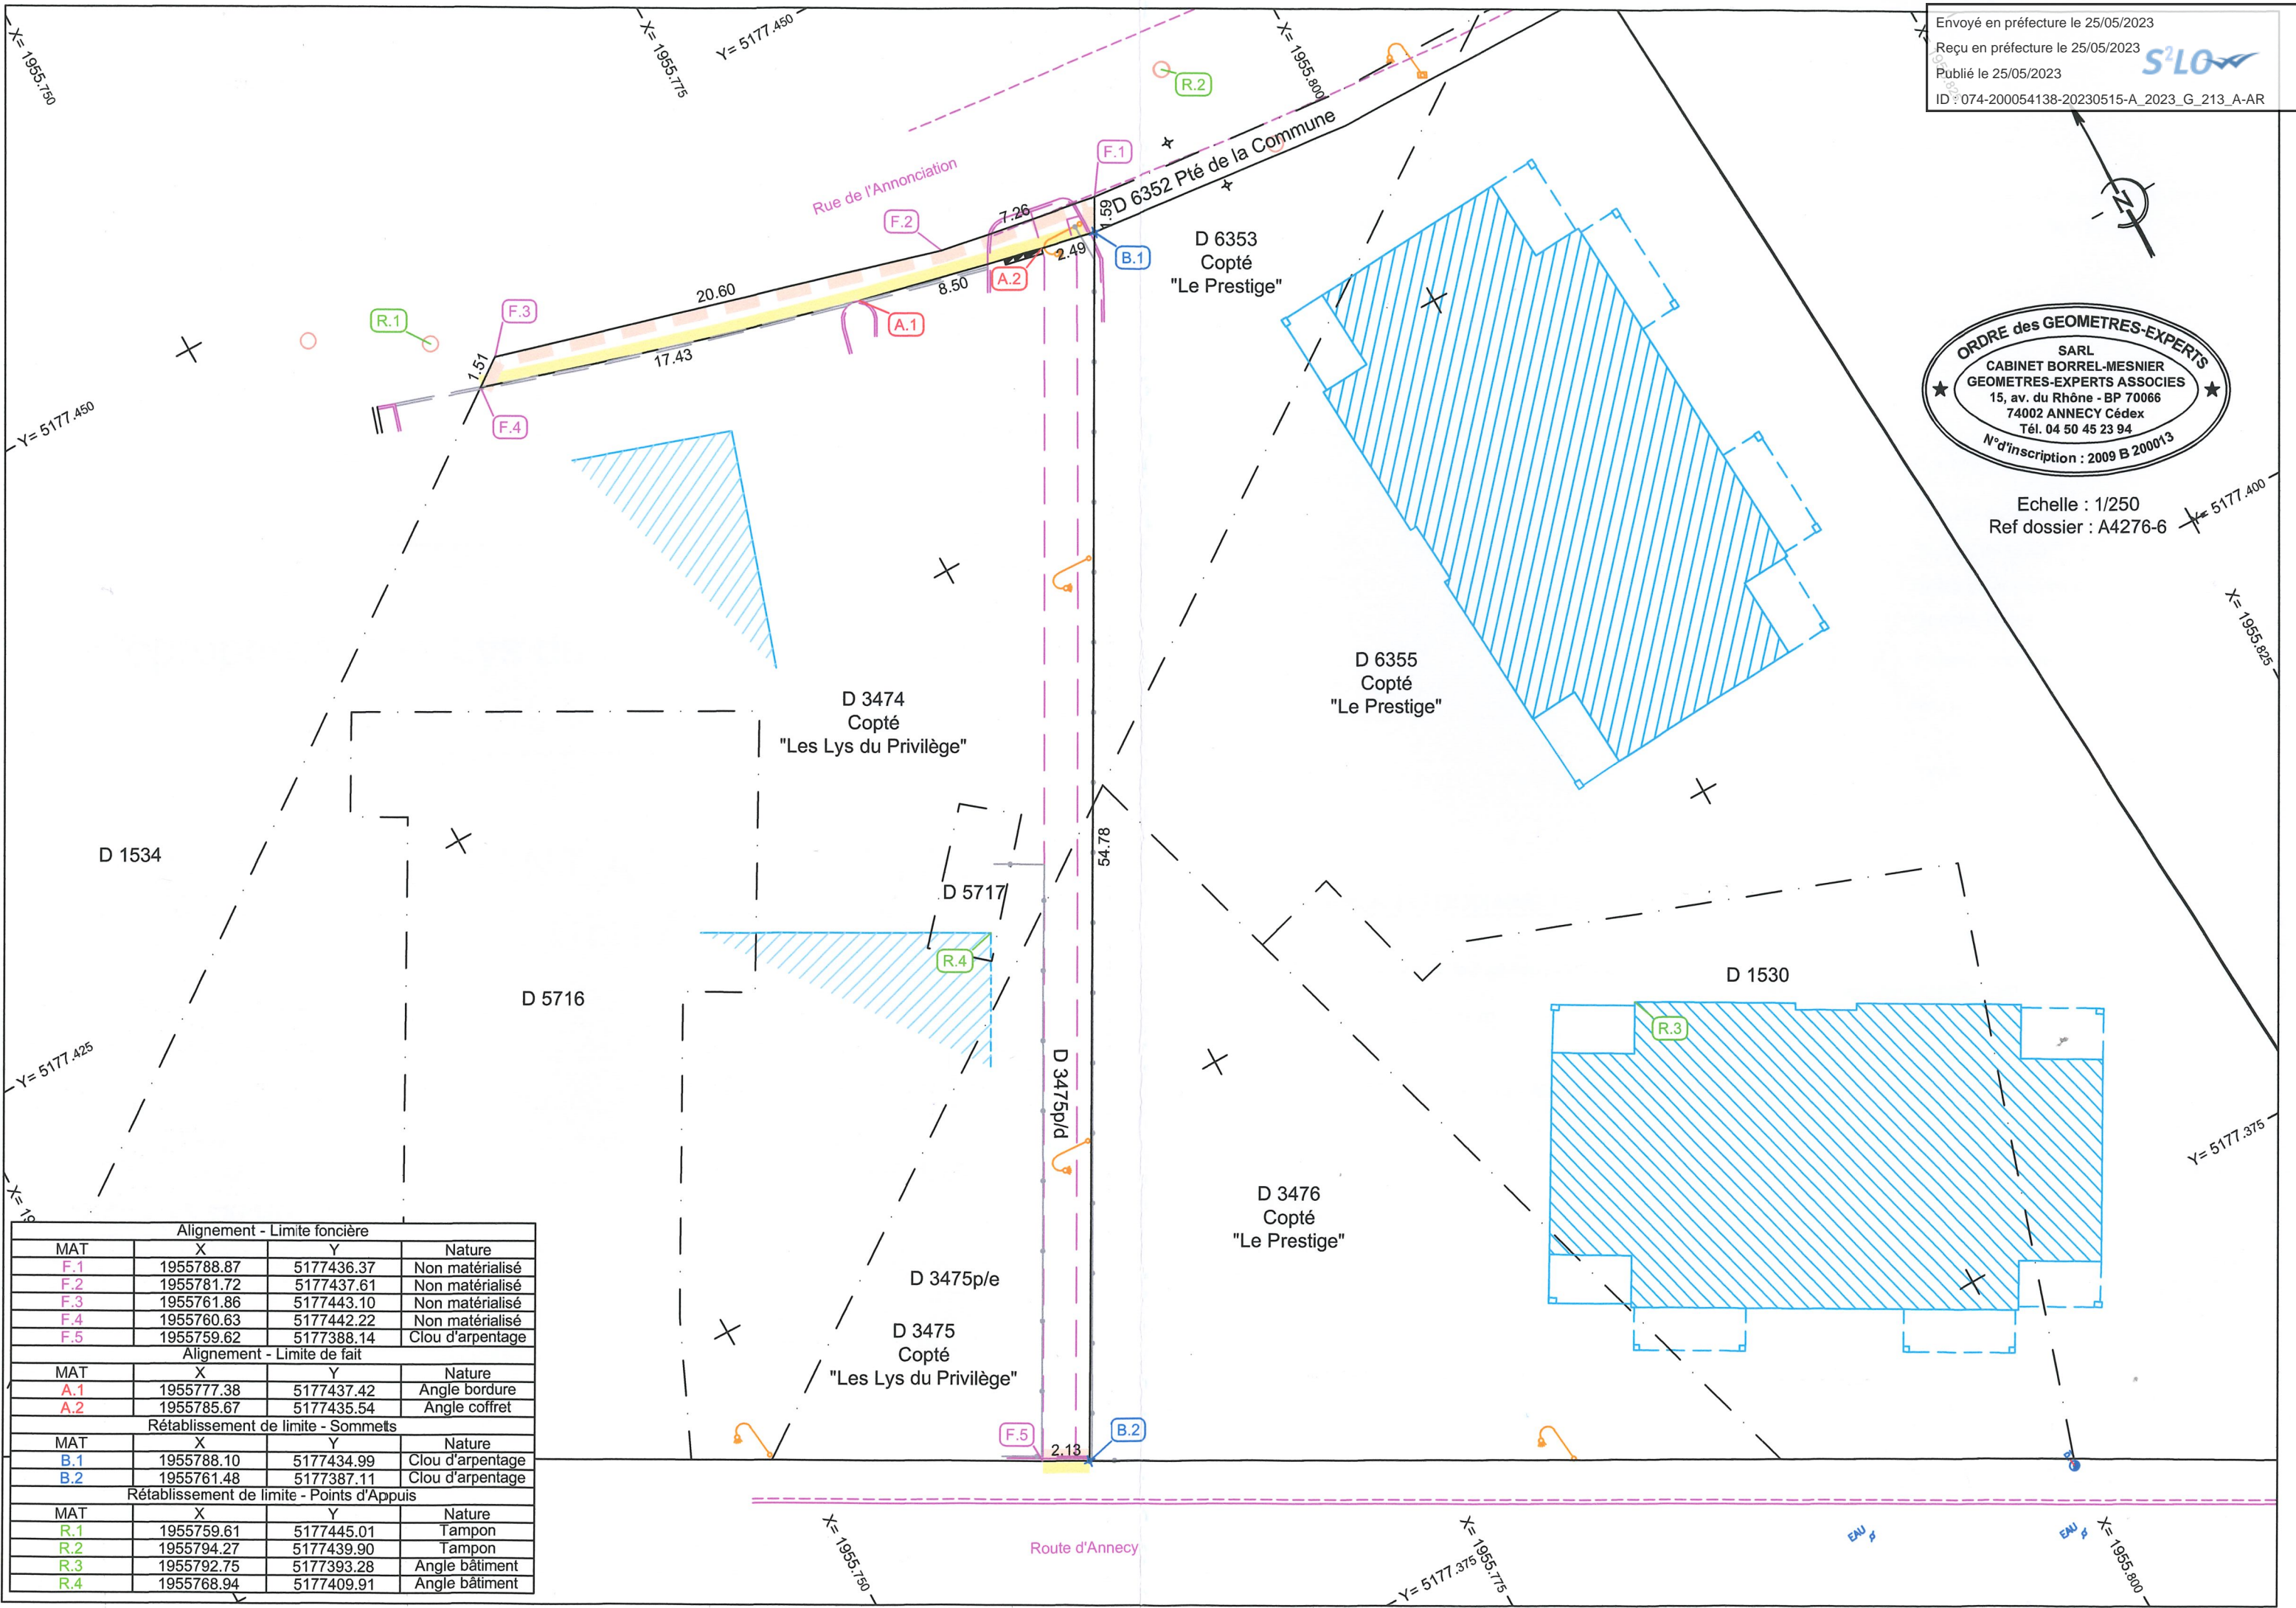 Envoyé en préfecture le 25/05/2023
Reçu en préfecture le 25/05/2023
Publié le 25/05/2023
S²LO
ID : 074-200054138-20230515-A_2023_G_213_A-AR
X= 1955.750
X= 1955.775
Y= 5177.450
X= 1955.800
R.2
F.1
D 6352 Pté de la Commune
Rue de l'Annonciation
F.2
7.26
1.59
2.49
B.1
A.2
8.50
D 6353
Copté
"Le Prestige"
N
20.60
F.3
R.1
A.1
17.43
1.51
F.4
Y= 5177.450
ORDRE des GEOMETRES-EXPERTS
SARL
CABINET BORREL-MESNIER
GEOMETRES-EXPERTS ASSOCIES
15, av. du Rhône - BP 70066
74002 ANNECY Cédex
Tél. 04 50 45 23 94
N°d'inscription : 2009 B 200013
Echelle : 1/250
Ref dossier : A4276-6
Y= 5177.400
X= 1955.825
D 6355
Copté
"Le Prestige"
D 3474
Copté
"Les Lys du Privilège"
54.78
D 1534
D 5717
R.4
D 5716
D 1530
R.3
Y= 5177.425
D 3475p/d
Y= 5177.375
D 3476
Copté
"Le Prestige"
D 3475p/e
D 3475
Copté
"Les Lys du Privilège"
F.5
2.13
B.2
Alignement - Limite foncière
MAT X Y Nature
F.1 1955788.87 5177436.37 Non matérialisé
F.2 1955781.72 5177437.61 Non matérialisé
F.3 1955761.86 5177443.10 Non matérialisé
F.4 1955760.63 5177442.22 Non matérialisé
F.5 1955759.62 5177388.14 Clou d'arpentage
Alignement - Limite de fait
MAT X Y Nature
A.1 1955777.38 5177437.42 Angle bordure
A.2 1955785.67 5177435.54 Angle coffret
Rétablissement de limite - Sommets
MAT X Y Nature
B.1 1955788.10 5177434.99 Clou d'arpentage
B.2 1955761.48 5177387.11 Clou d'arpentage
Rétablissement de limite - Points d'Appuis
MAT X Y Nature
R.1 1955759.61 5177445.01 Tampon
R.2 1955794.27 5177439.90 Tampon
R.3 1955792.75 5177393.28 Angle bâtiment
R.4 1955768.94 5177409.91 Angle bâtiment
X= 1955.750
Route d'Annecy
Y= 5177.375
X= 1955.775
EAU
EAU
X= 1955.800